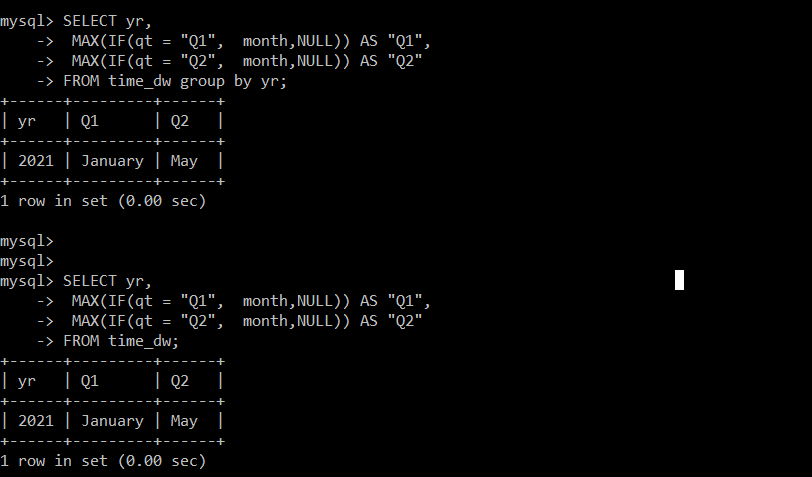 mysql> SELECT yr,
    ->  MAX(IF(qt = "Q1",  month,NULL)) AS "Q1",
    ->  MAX(IF(qt = "Q2",  month,NULL)) AS "Q2"
    -> FROM time_dw group by yr;
+------+---------+------+
| yr   | Q1      | Q2   |
+------+---------+------+
| 2021 | January | May  |
+------+---------+------+
1 row in set (0.00 sec)

mysql>
mysql>
mysql> SELECT yr,
    ->  MAX(IF(qt = "Q1",  month,NULL)) AS "Q1",
    ->  MAX(IF(qt = "Q2",  month,NULL)) AS "Q2"
    -> FROM time_dw;
+------+---------+------+
| yr   | Q1      | Q2   |
+------+---------+------+
| 2021 | January | May  |
+------+---------+------+
1 row in set (0.00 sec)